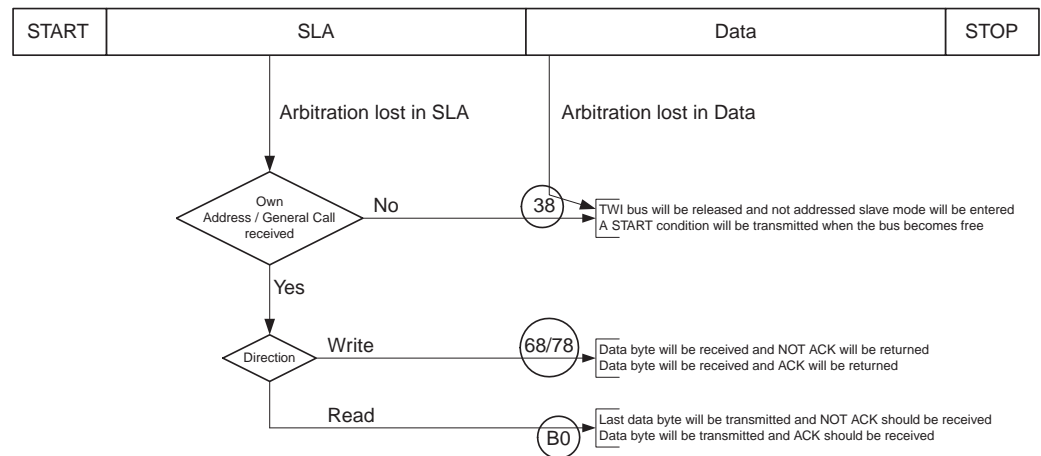 START SLA Data STOP
Arbitration lost in SLA Arbitration lost in Data
Own
Address / General Call
received
No 38
TWI bus will be released and not addressed slave mode will be entered
A START condition will be transmitted when the bus becomes free
Yes
Direction
Write 68/78
Data byte will be received and NOT ACK will be returned
Data byte will be received and ACK will be returned
Read B0
Last data byte will be transmitted and NOT ACK should be received
Data byte will be transmitted and ACK should be received